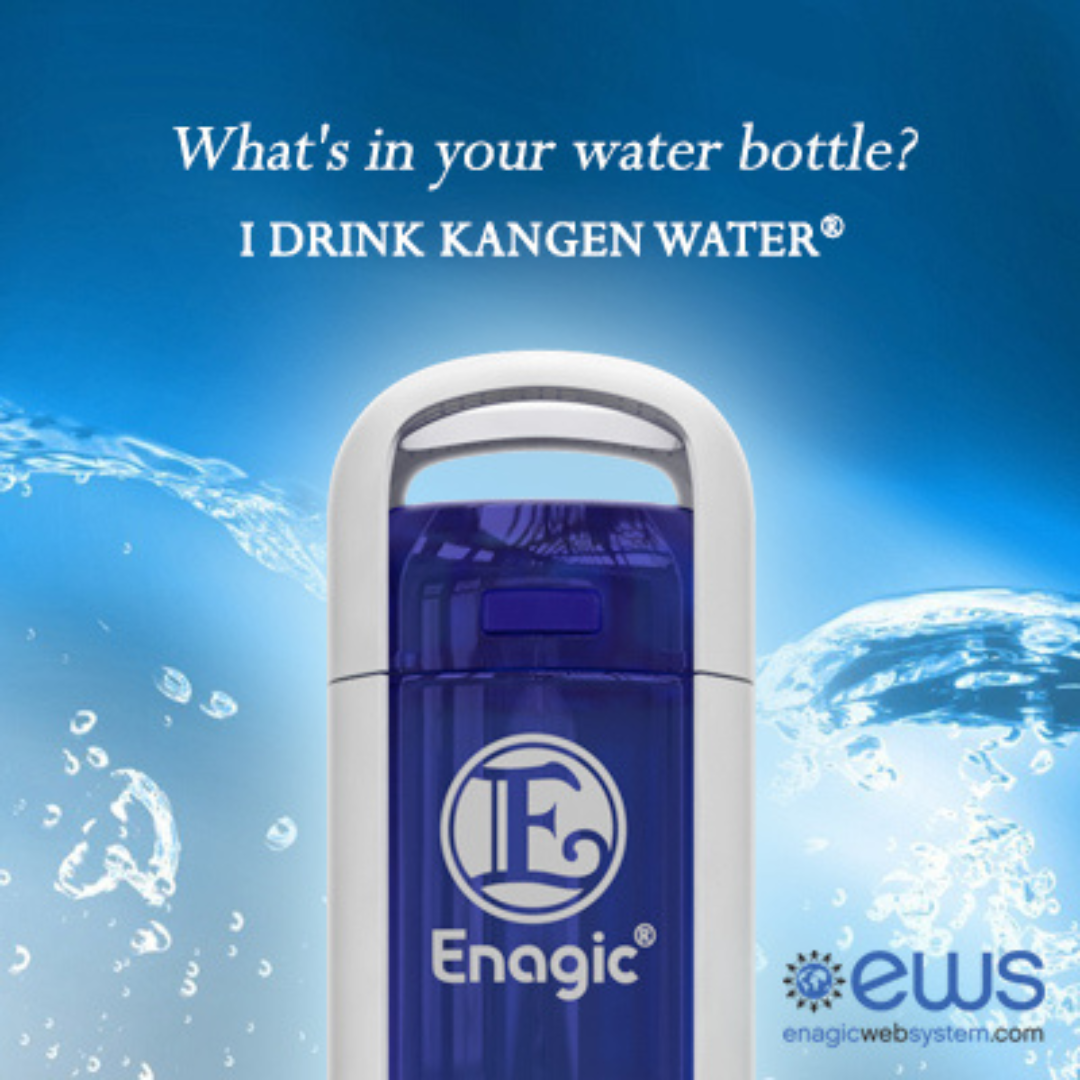 What's in your water bottle?
I DRINK KANGEN WATER®
E
Enagic®
ews
enagicwebsystem.com